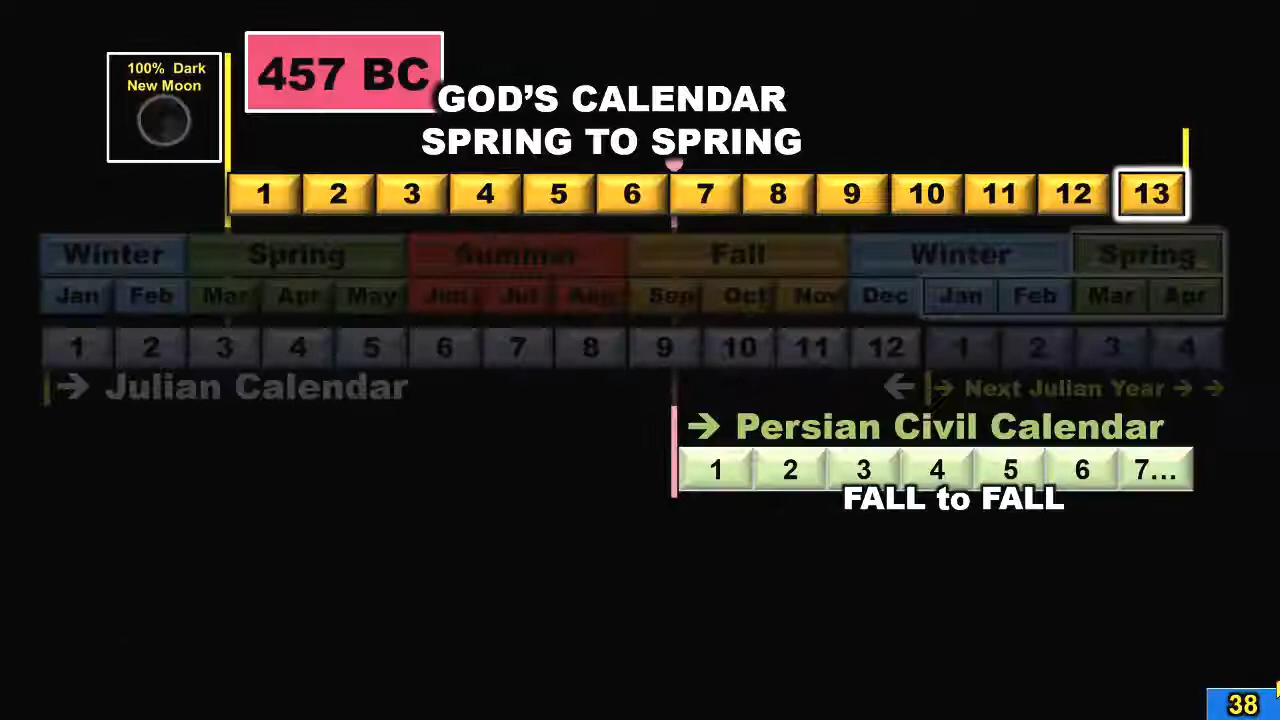 100% Dark
New Moon
457 BC
GOD’S CALENDAR
SPRING TO SPRING
1 2 3 4 5 6 7 8 9 10 11 12 13
Winter Spring Summer Fall Winter Spring
Jan Feb Mar Apr May Jun Jul Aug Sep Oct Nov Dec Jan Feb Mar Apr
1 2 3 4 5 6 7 8 9 10 11 12 1 2 3 4
→ Julian Calendar ← → Next Julian Year → →
→ Persian Civil Calendar
1 2 3 4 5 6 7...
FALL to FALL
38